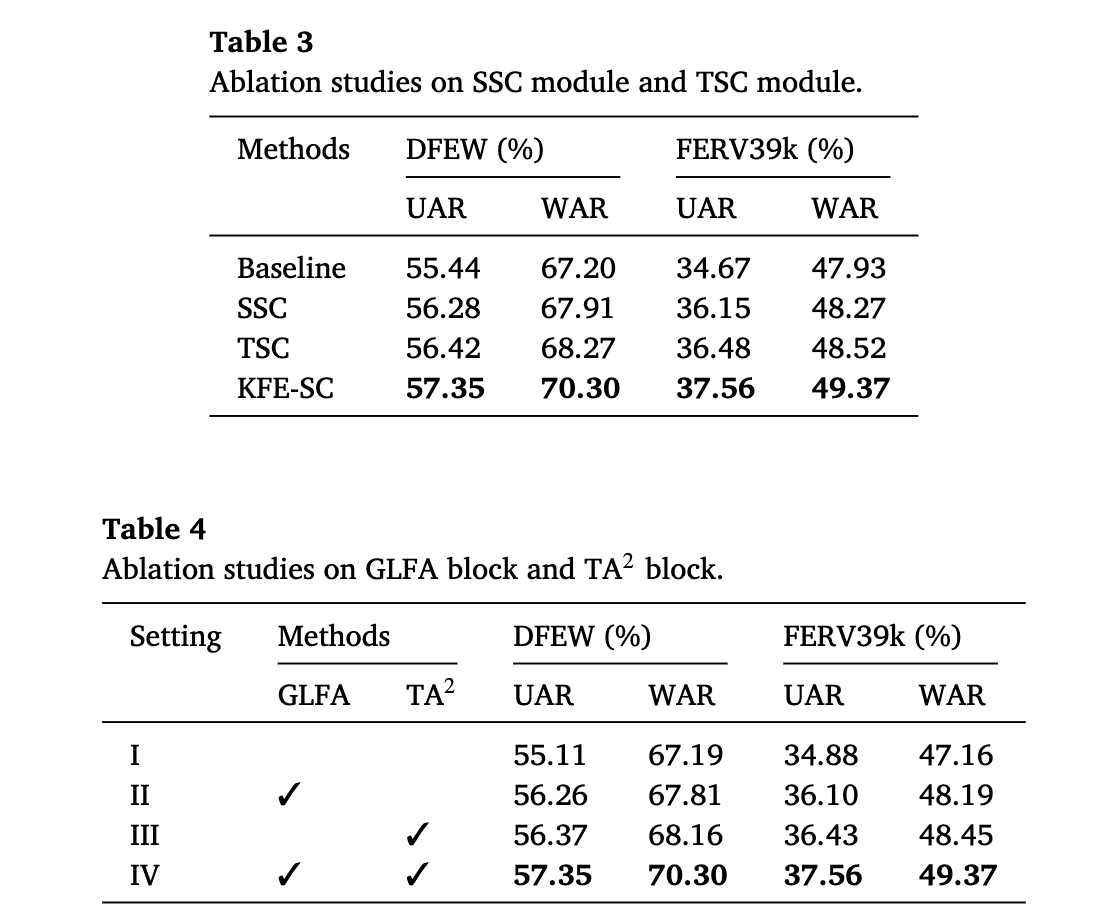 Table 3
Ablation studies on SSC module and TSC module.
Methods DFEW (%) FERV39k (%)
UAR WAR UAR WAR
Baseline 55.44 67.20 34.67 47.93
SSC 56.28 67.91 36.15 48.27
TSC 56.42 68.27 36.48 48.52
KFE-SC 57.35 70.30 37.56 49.37
Table 4
Ablation studies on GLFA block and TA² block.
Setting Methods DFEW (%) FERV39k (%)
GLFA TA² UAR WAR UAR WAR
I 55.11 67.19 34.88 47.16
II ✓ 56.26 67.81 36.10 48.19
III ✓ 56.37 68.16 36.43 48.45
IV ✓ ✓ 57.35 70.30 37.56 49.37